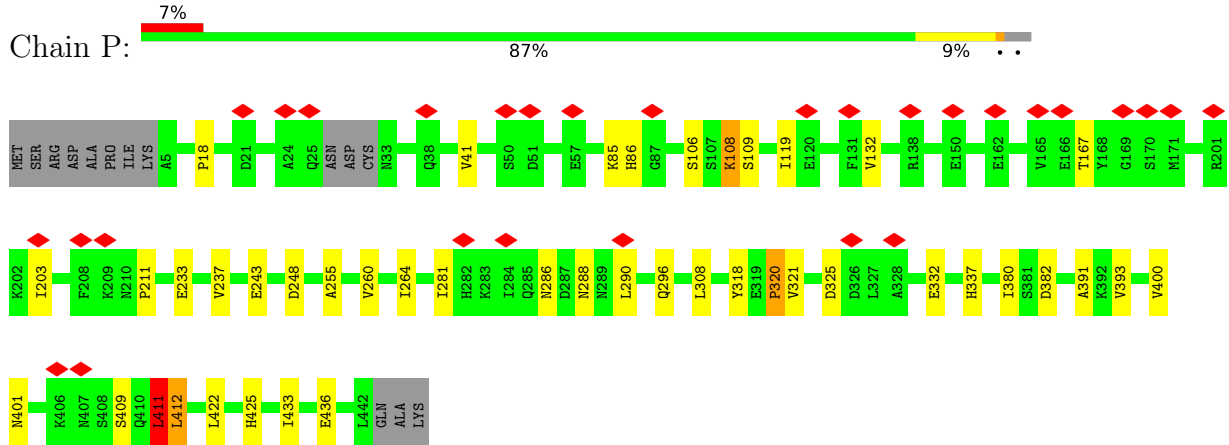 7%
Chain P:
87% 9% • •
MET SER ARG ASP ALA PRO ILE LYS A5 P18 D21 A24 Q25 ASN ASP CYS N33 Q38 V41 S50 D51 E57 K85 H86 G87 S106 S107 K108 S109 I119 E120 F131 V132 R138 E150 E162 V165 E166 T167 Y168 G169 S170 M171 R201
K202 I203 F208 K209 N210 P211 E233 V237 E243 D248 A255 V260 I264 I281 H282 K283 I284 Q285 N286 D287 N288 N289 L290 Q296 L308 Y318 E319 P320 V321 D325 D326 L327 A328 E332 H337 I380 S381 D382 A391 K392 V393 V400
N401 K406 N407 S408 S409 Q410 L411 L412 L422 H425 I433 E436 L442 GLN ALA LYS